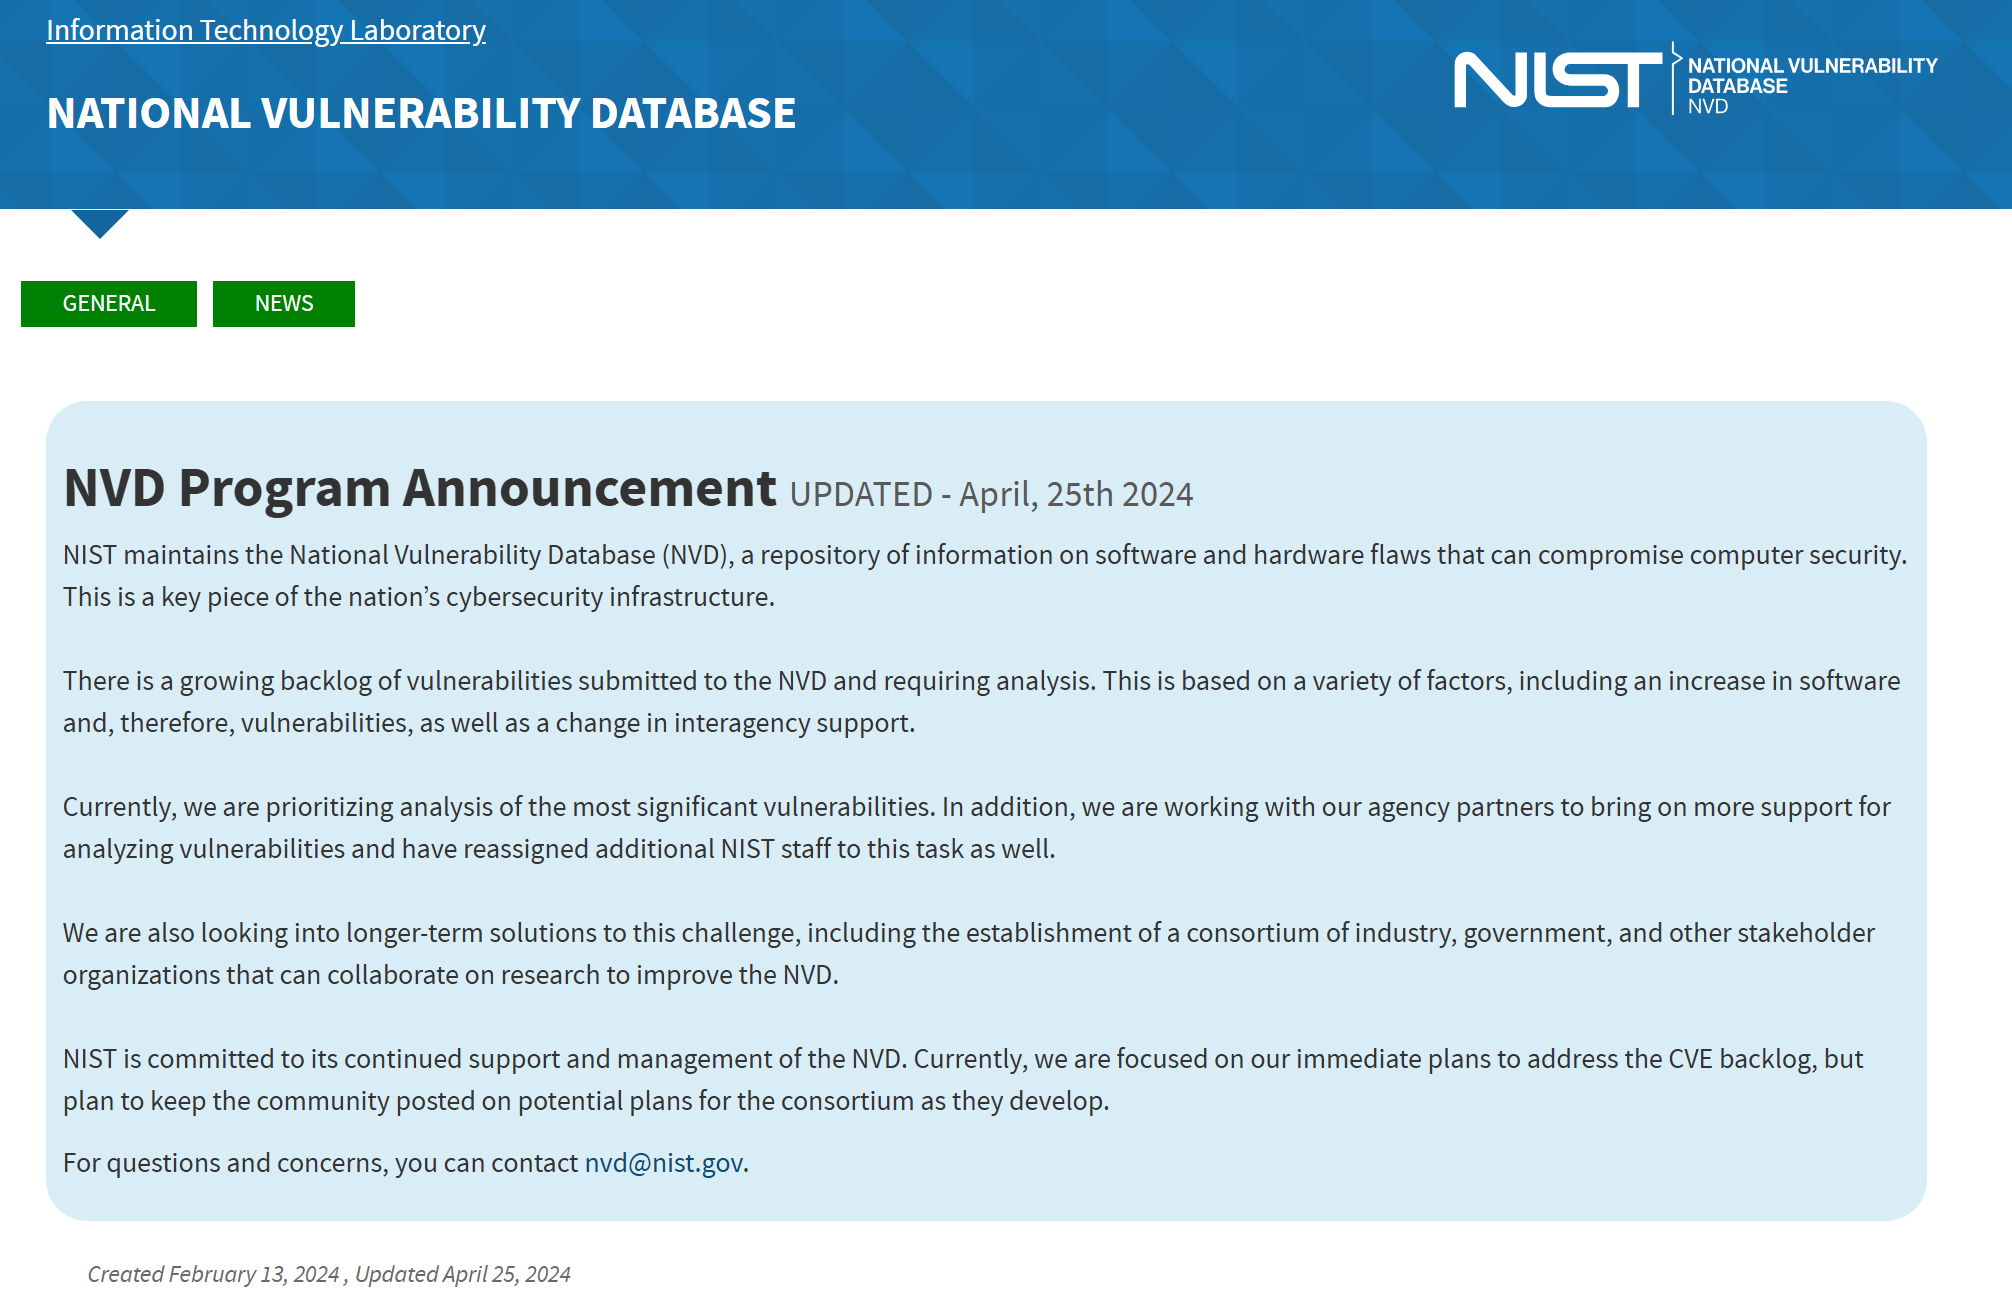 Information Technology Laboratory
NATIONAL VULNERABILITY DATABASE
NIST
NATIONAL VULNERABILITY
DATABASE
NVD
GENERAL
NEWS
NVD Program Announcement UPDATED - April, 25th 2024
NIST maintains the National Vulnerability Database (NVD), a repository of information on software and hardware flaws that can compromise computer security.
This is a key piece of the nation’s cybersecurity infrastructure.
There is a growing backlog of vulnerabilities submitted to the NVD and requiring analysis. This is based on a variety of factors, including an increase in software
and, therefore, vulnerabilities, as well as a change in interagency support.
Currently, we are prioritizing analysis of the most significant vulnerabilities. In addition, we are working with our agency partners to bring on more support for
analyzing vulnerabilities and have reassigned additional NIST staff to this task as well.
We are also looking into longer-term solutions to this challenge, including the establishment of a consortium of industry, government, and other stakeholder
organizations that can collaborate on research to improve the NVD.
NIST is committed to its continued support and management of the NVD. Currently, we are focused on our immediate plans to address the CVE backlog, but
plan to keep the community posted on potential plans for the consortium as they develop.
For questions and concerns, you can contact nvd@nist.gov.
Created February 13, 2024 , Updated April 25, 2024